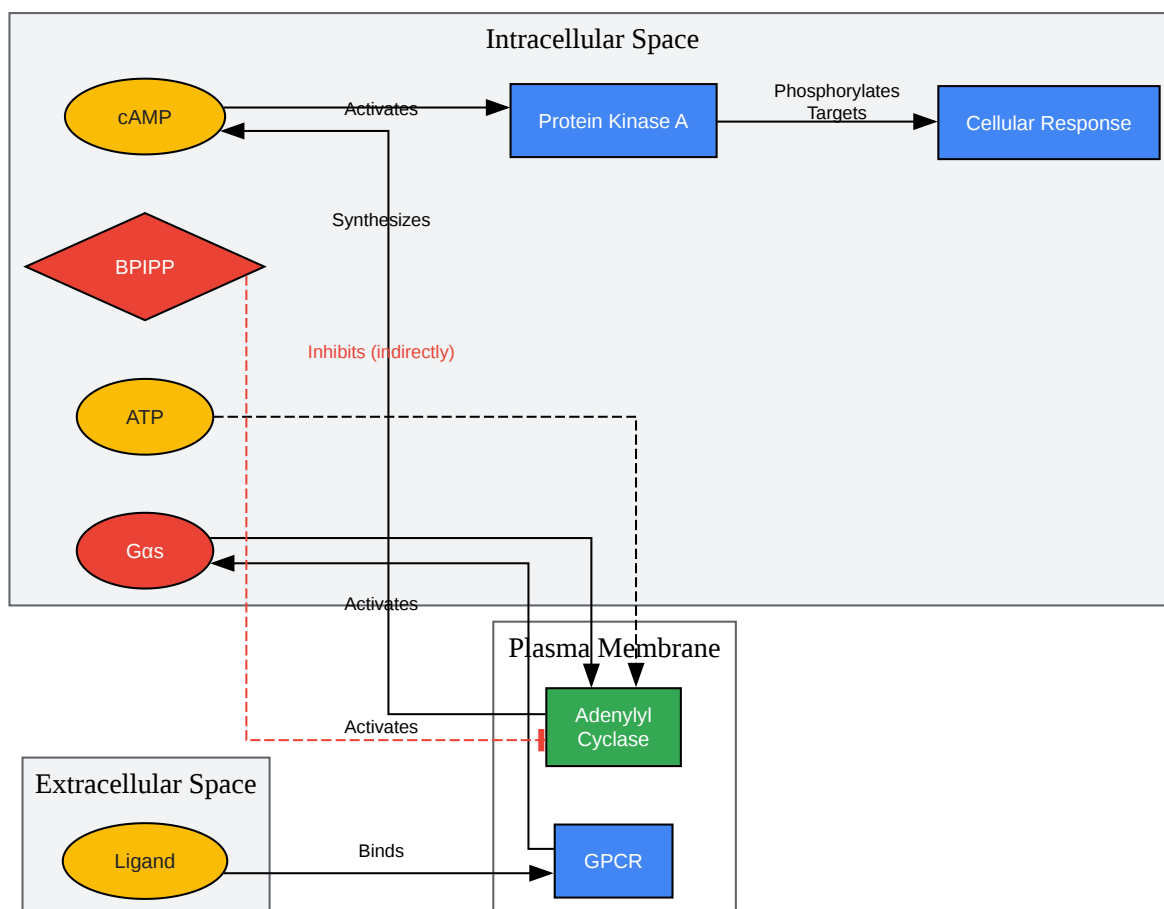 Intracellular Space
cAMP
Activates
Protein Kinase A
Phosphorylates
Targets
Cellular Response
Synthesizes
BPIPP
Inhibits (indirectly)
ATP
Gαs
Activates
Plasma Membrane
Adenylyl
Cyclase
Activates
Extracellular Space
Ligand
Binds
GPCR